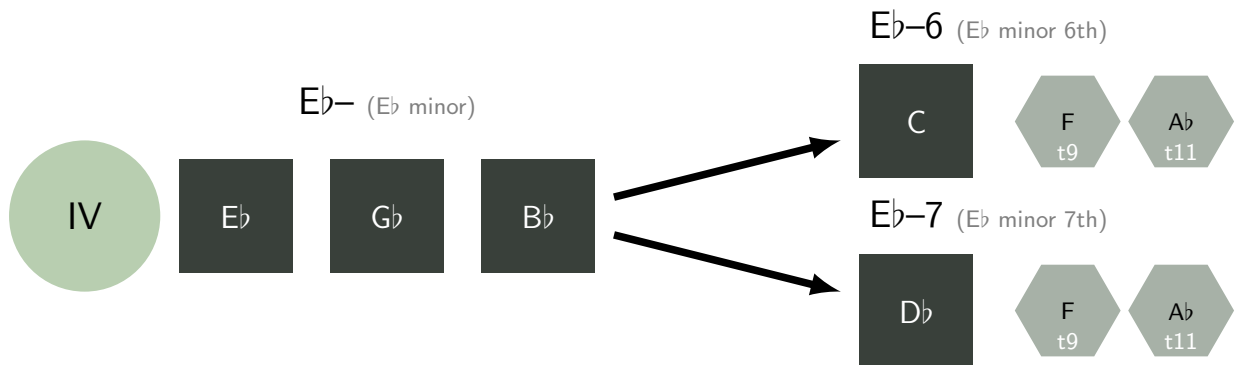 E♭–6 (E♭ minor 6th)
E♭– (E♭ minor)
C
F
t9
A♭
t11
IV
E♭
G♭
B♭
E♭–7 (E♭ minor 7th)
D♭
F
t9
A♭
t11